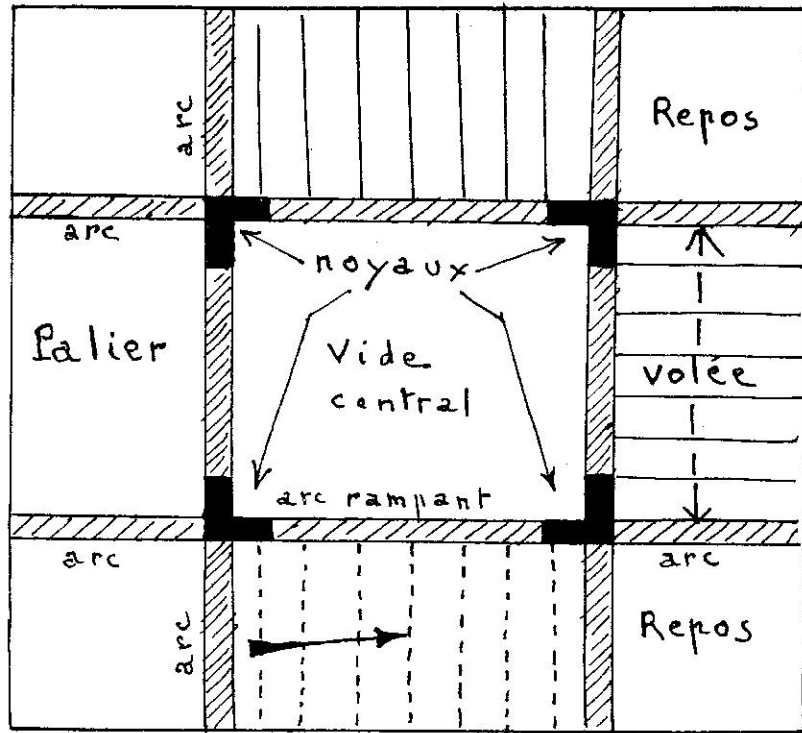 arc
Repos
arc
noyaux
Palier
Vide
central
volée
arc rampant
arc
arc
arc
Repos